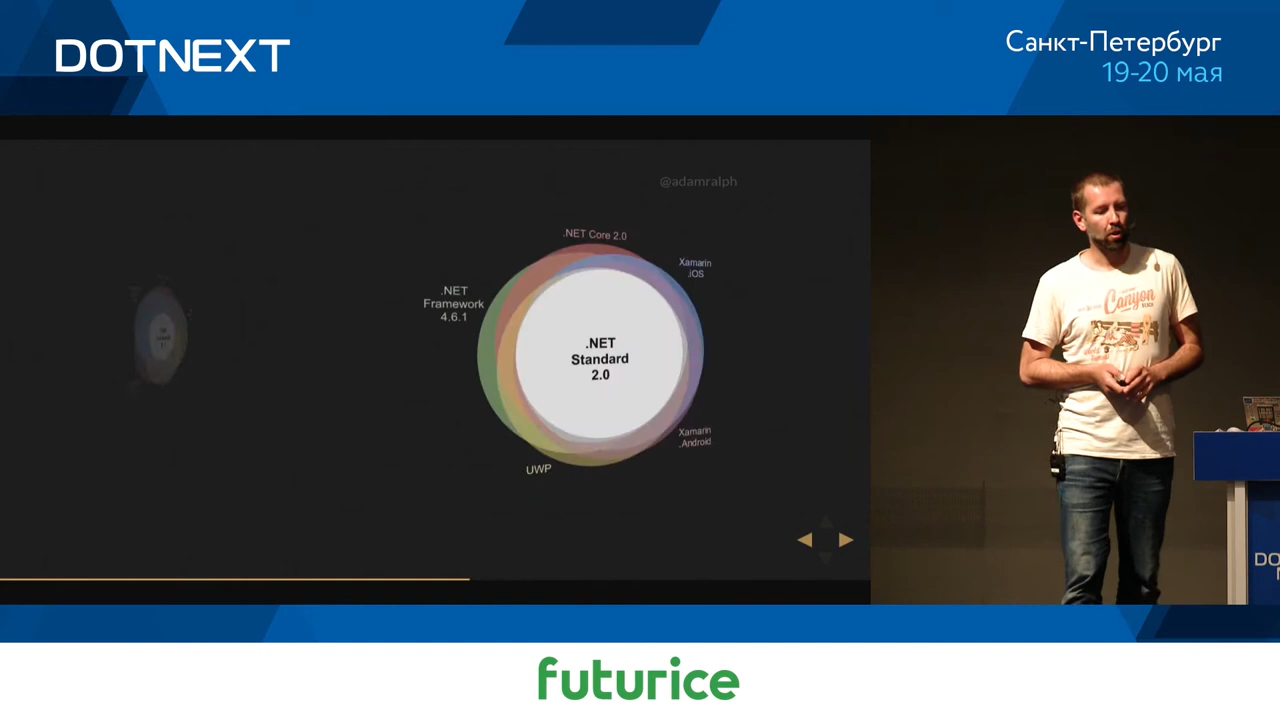 DOTNEXT
Санкт-Петербург
19-20 мая
@adamralph
.NET Core 2.0
Xamarin
.iOS
.NET
Framework
4.6.1
.NET
Standard
2.0
Xamarin
.Android
UWP
Canyon
DO
futurice